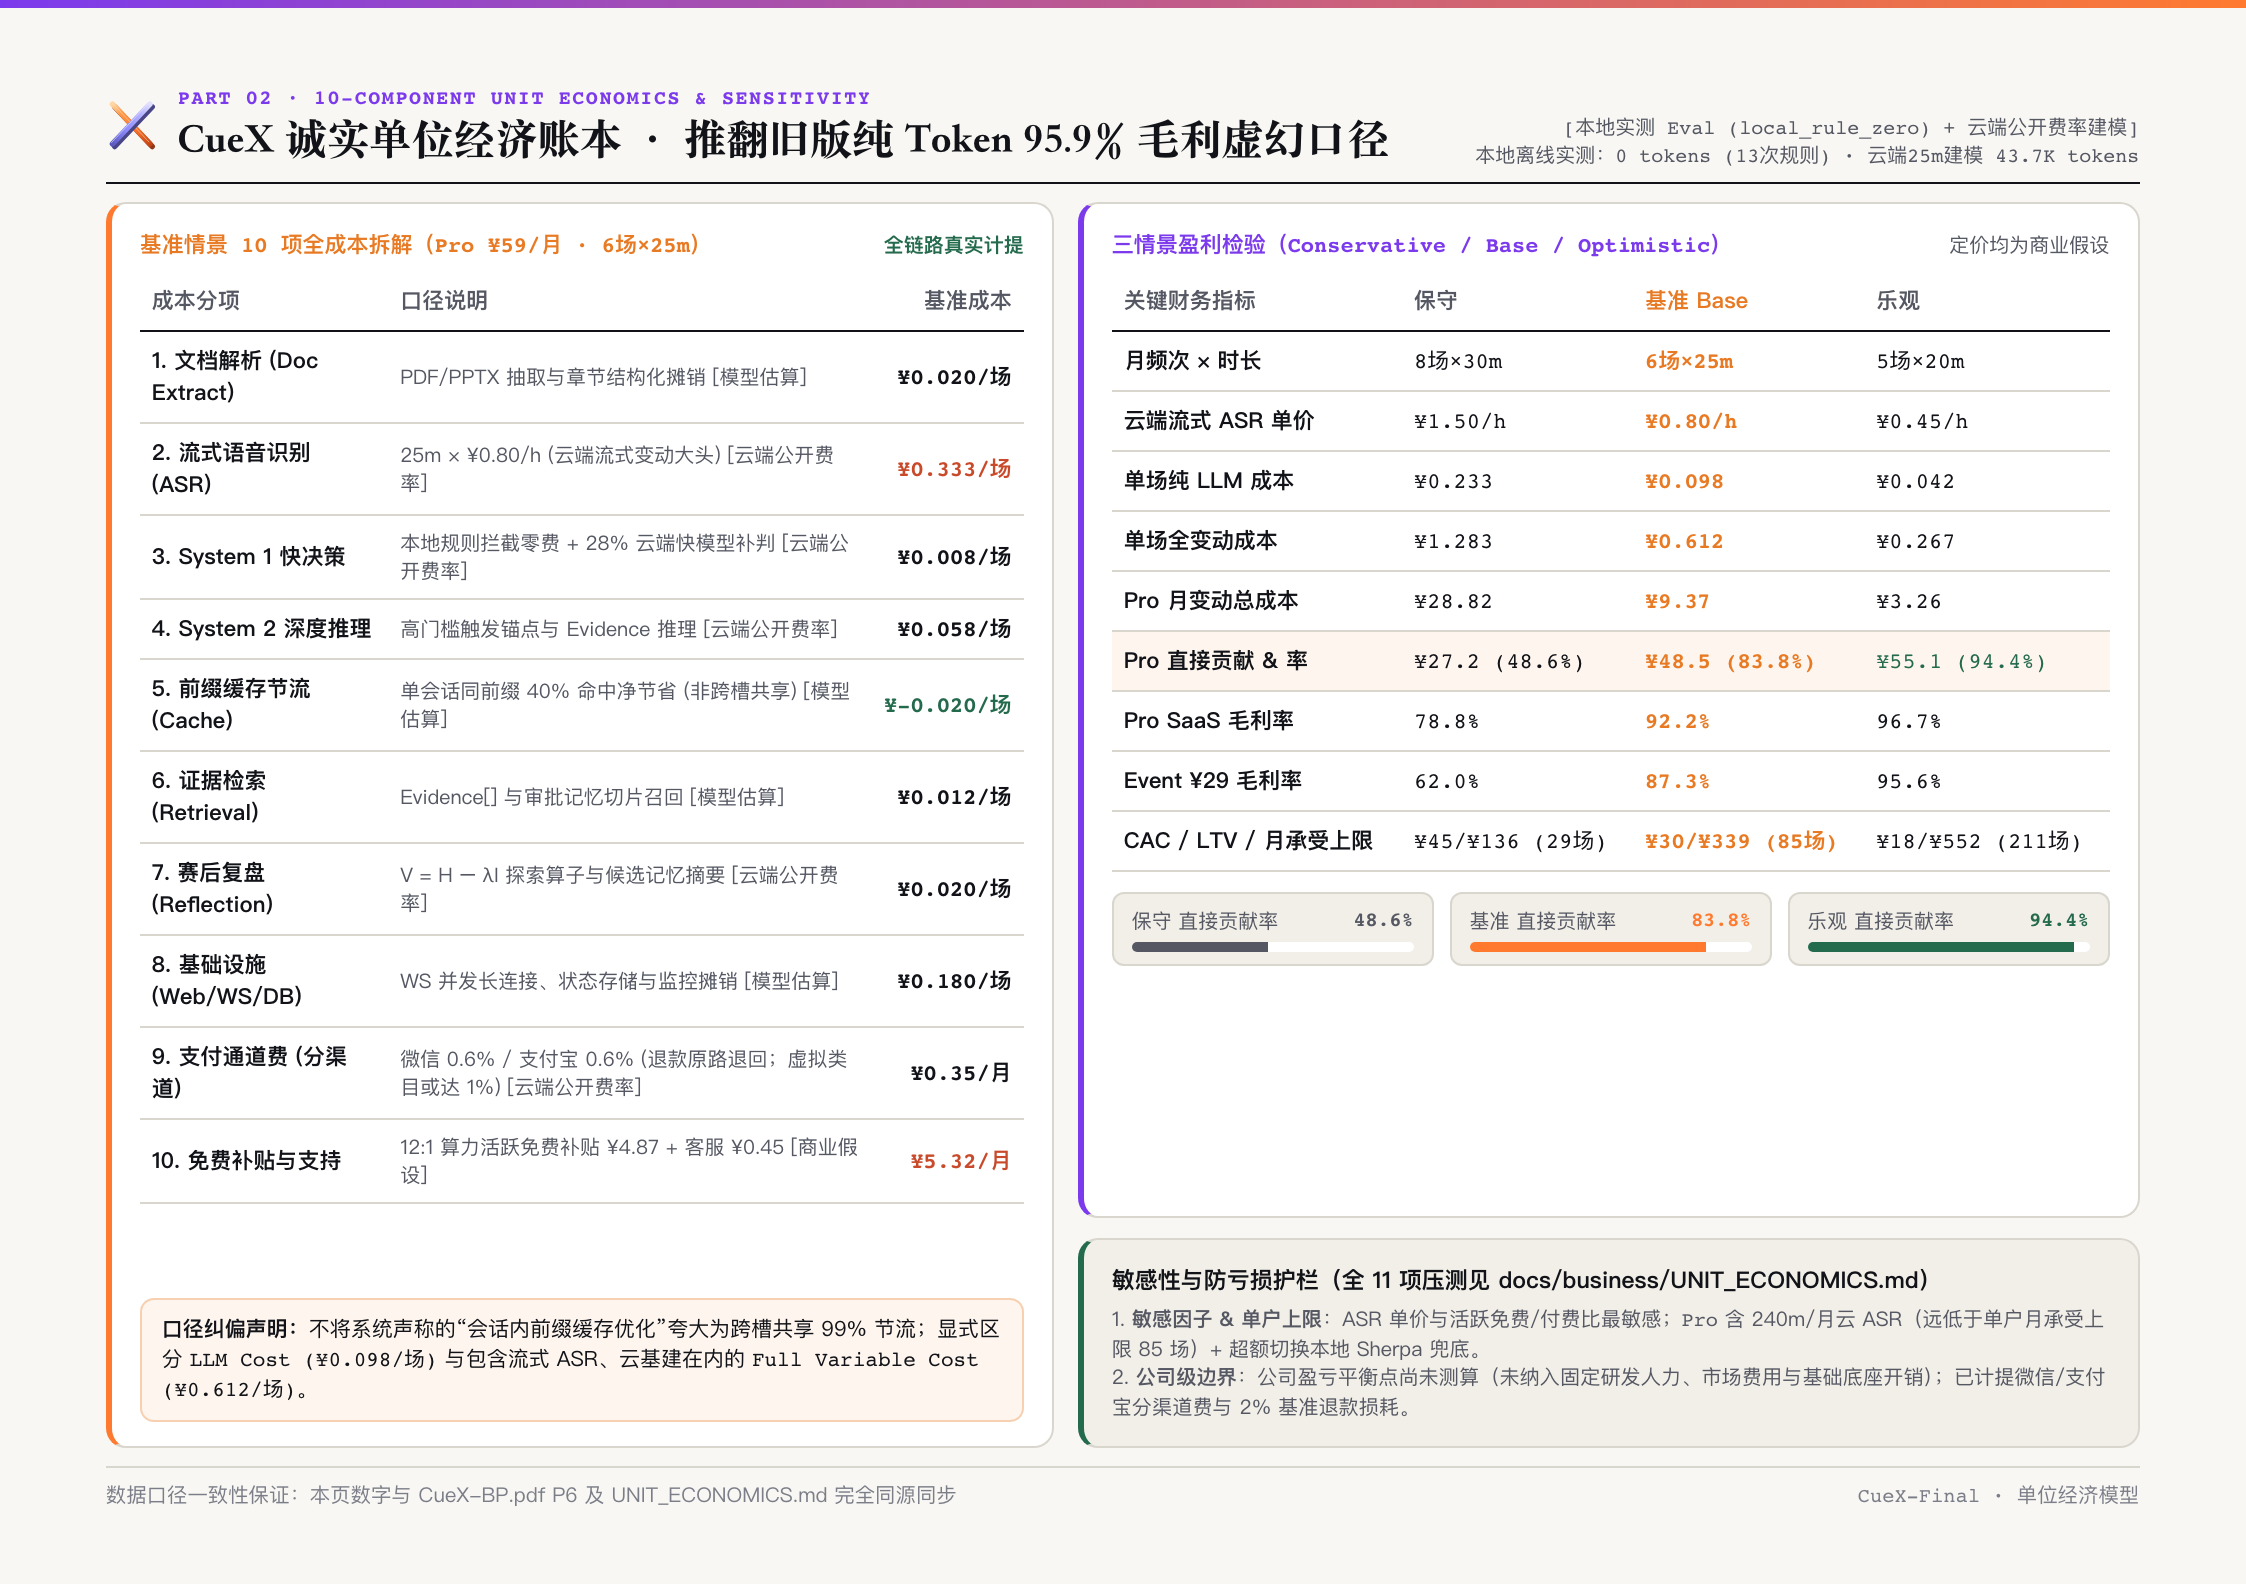 PART 02 · 10-COMPONENT UNIT ECONOMICS & SENSITIVITY
CueX 诚实单位经济账本 · 推翻旧版纯 Token 95.9% 毛利虚幻口径
[本地实测 Eval (local_rule_zero) + 云端公开费率建模]
本地离线实测：0 tokens (13次规则) · 云端25m建模 43.7K tokens
基准情景 10 项全成本拆解（Pro ¥59/月 · 6场×25m）
全链路真实计提
成本分项 口径说明 基准成本
1. 文档解析 (Doc
Extract)
PDF/PPTX 抽取与章节结构化摊销 [模型估算]
¥0.020/场
2. 流式语音识别
(ASR)
25m × ¥0.80/h (云端流式变动大头) [云端公开费
率]
¥0.333/场
3. System 1 快决策
本地规则拦截零费 + 28% 云端快模型补判 [云端公
开费率]
¥0.008/场
4. System 2 深度推理
高门槛触发锚点与 Evidence 推理 [云端公开费率]
¥0.058/场
5. 前缀缓存节流
(Cache)
单会话同前缀 40% 命中净节省 (非跨槽共享) [模型
估算]
¥-0.020/场
6. 证据检索
(Retrieval)
Evidence[] 与审批记忆切片召回 [模型估算]
¥0.012/场
7. 赛后复盘
(Reflection)
V = H − λI 探索算子与候选记忆摘要 [云端公开费
率]
¥0.020/场
8. 基础设施
(Web/WS/DB)
WS 并发长连接、状态存储与监控摊销 [模型估算]
¥0.180/场
9. 支付通道费 (分渠
道)
微信 0.6% / 支付宝 0.6% (退款原路退回；虚拟类
目或达 1%) [云端公开费率]
¥0.35/月
10. 免费补贴与支持
12:1 算力活跃免费补贴 ¥4.87 + 客服 ¥0.45 [商业假
设]
¥5.32/月
口径纠偏声明：不将系统声称的“会话内前缀缓存优化”夸大为跨槽共享 99% 节流；显式区
分 LLM Cost (¥0.098/场) 与包含流式 ASR、云基建在内的 Full Variable Cost
(¥0.612/场)。
三情景盈利检验（Conservative / Base / Optimistic）
定价均为商业假设
关键财务指标 保守 基准 Base 乐观
月频次 × 时长 8场×30m 6场×25m 5场×20m
云端流式 ASR 单价 ¥1.50/h ¥0.80/h ¥0.45/h
单场纯 LLM 成本 ¥0.233 ¥0.098 ¥0.042
单场全变动成本 ¥1.283 ¥0.612 ¥0.267
Pro 月变动总成本 ¥28.82 ¥9.37 ¥3.26
Pro 直接贡献 & 率 ¥27.2 (48.6%) ¥48.5 (83.8%) ¥55.1 (94.4%)
Pro SaaS 毛利率 78.8% 92.2% 96.7%
Event ¥29 毛利率 62.0% 87.3% 95.6%
CAC / LTV / 月承受上限 ¥45/¥136 (29场) ¥30/¥339 (85场) ¥18/¥552 (211场)
保守 直接贡献率 48.6%
基准 直接贡献率 83.8%
乐观 直接贡献率 94.4%
敏感性与防亏损护栏（全 11 项压测见 docs/business/UNIT_ECONOMICS.md）
1. 敏感因子 & 单户上限：ASR 单价与活跃免费/付费比最敏感；Pro 含 240m/月云 ASR（远低于单户月承受上
限 85 场）+ 超额切换本地 Sherpa 兜底。
2. 公司级边界：公司盈亏平衡点尚未测算（未纳入固定研发人力、市场费用与基础底座开销）；已计提微信/支付
宝分渠道费与 2% 基准退款损耗。
数据口径一致性保证：本页数字与 CueX-BP.pdf P6 及 UNIT_ECONOMICS.md 完全同源同步
CueX-Final · 单位经济模型